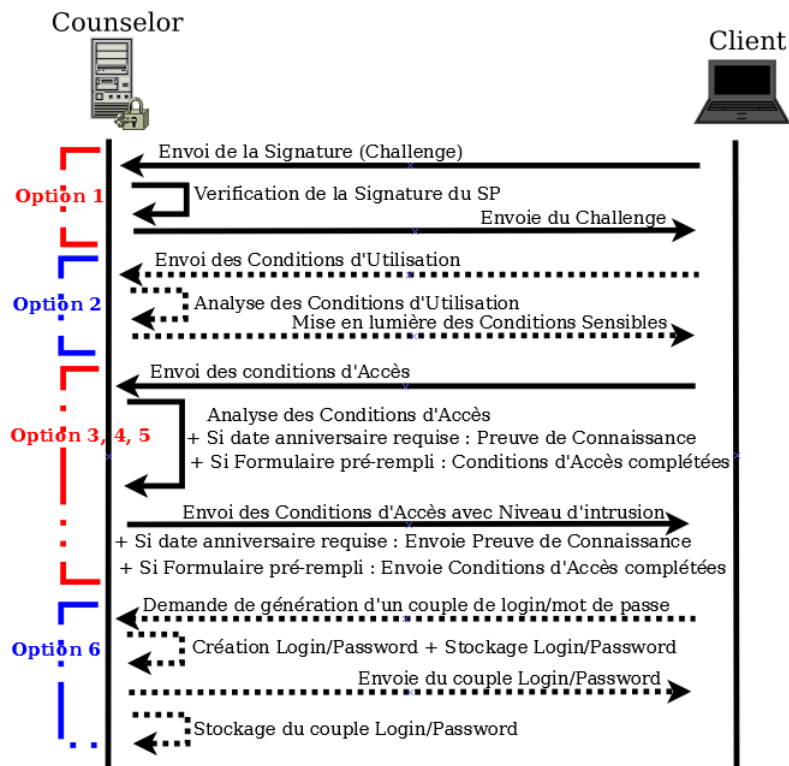 Counselor
Client
Envoi de la Signature (Challenge)
Option 1
Verification de la Signature du SP
Envoie du Challenge
Envoi des Conditions d'Utilisation
Option 2
Analyse des Conditions d'Utilisation
Mise en lumière des Conditions Sensibles
Envoi des conditions d'Accès
Option 3, 4, 5
Analyse des Conditions d'Accès
+ Si date anniversaire requise : Preuve de Connaissance
+ Si Formulaire pré-rempli : Conditions d'Accès complétées
Envoi des Conditions d'Accès avec Niveau d'intrusion
+ Si date anniversaire requise : Envoie Preuve de Connaissance
+ Si Formulaire pré-rempli : Envoie Conditions d'Accès complétées
Demande de génération d'un couple de login/mot de passe
Option 6
Création Login/Password + Stockage Login/Password
Envoie du couple Login/Password
Stockage du couple Login/Password